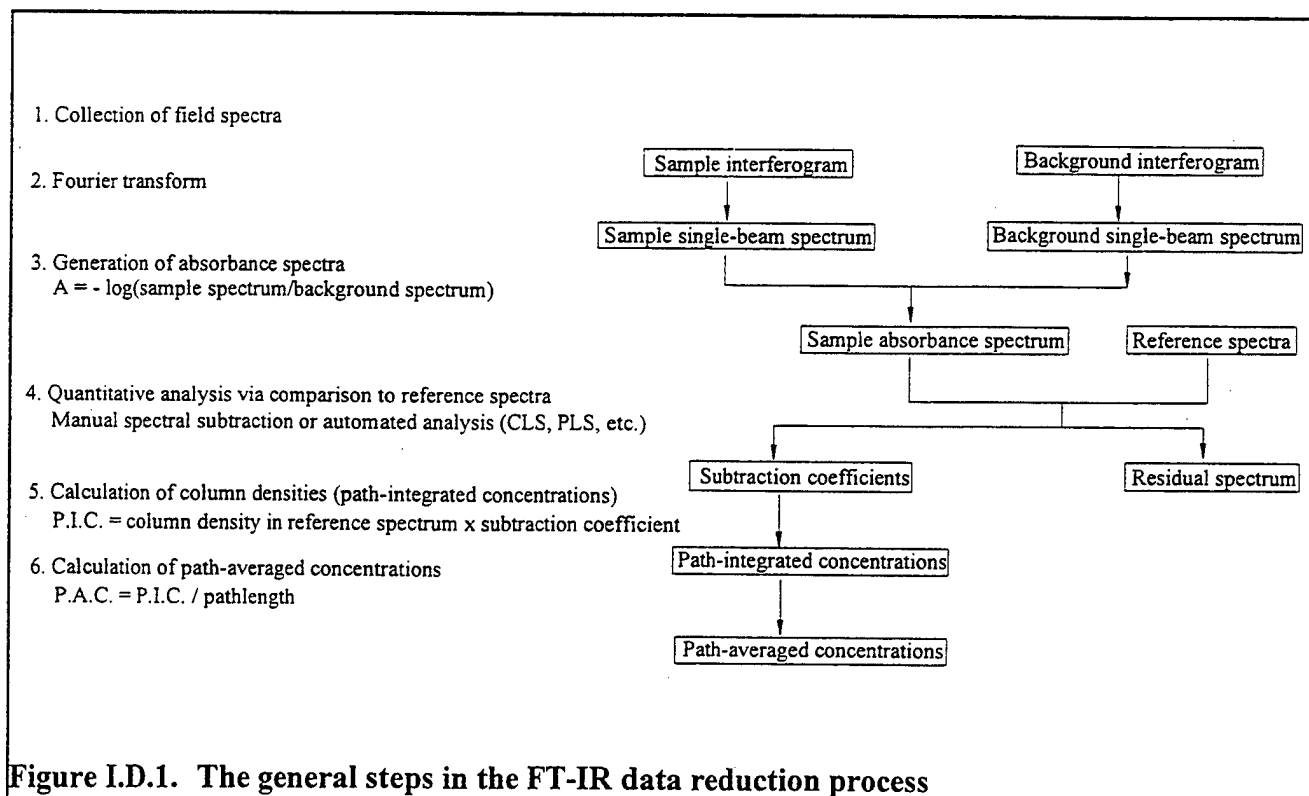 1. Collection of field spectra
Sample interferogram
Background interferogram
2. Fourier transform
Sample single-beam spectrum
Background single-beam spectrum
3. Generation of absorbance spectra
A = - log(sample spectrum/background spectrum)
Sample absorbance spectrum
Reference spectra
4. Quantitative analysis via comparison to reference spectra
Manual spectral subtraction or automated analysis (CLS, PLS, etc.)
Subtraction coefficients
Residual spectrum
5. Calculation of column densities (path-integrated concentrations)
P.I.C. = column density in reference spectrum x subtraction coefficient
Path-integrated concentrations
6. Calculation of path-averaged concentrations
P.A.C. = P.I.C. / pathlength
Path-averaged concentrations
Figure I.D.1. The general steps in the FT-IR data reduction process